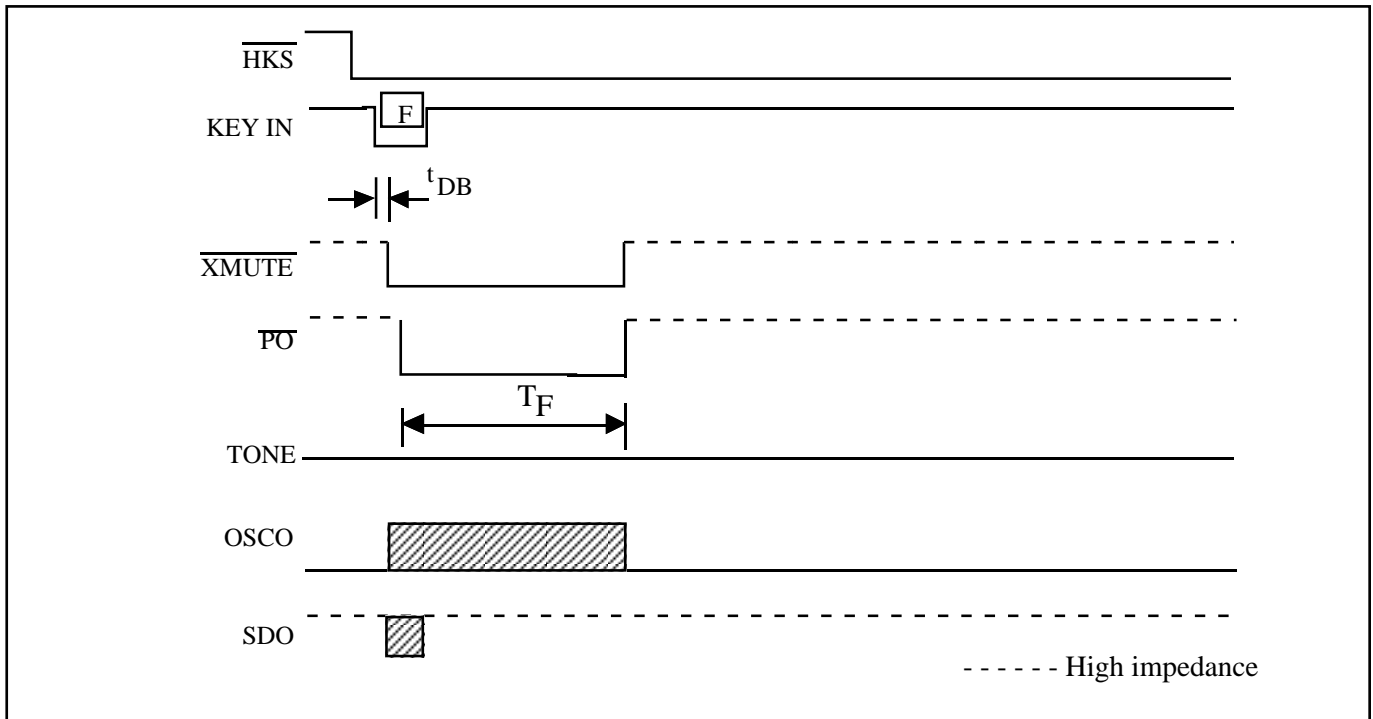 HKS
KEY IN
F
tDB
XMUTE
PO
TF
TONE
OSCO
SDO
- - - - - - High impedance